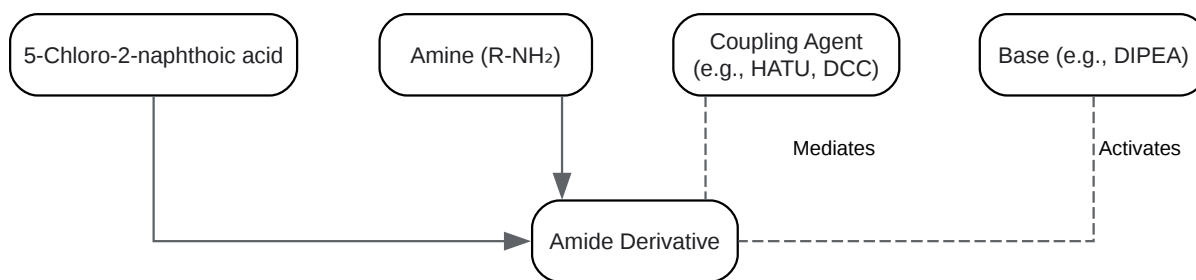 5-Chloro-2-naphthoic acid
Amine (R-NH₂)
Coupling Agent
(e.g., HATU, DCC)
Base (e.g., DIPEA)
Mediates
Activates
Amide Derivative